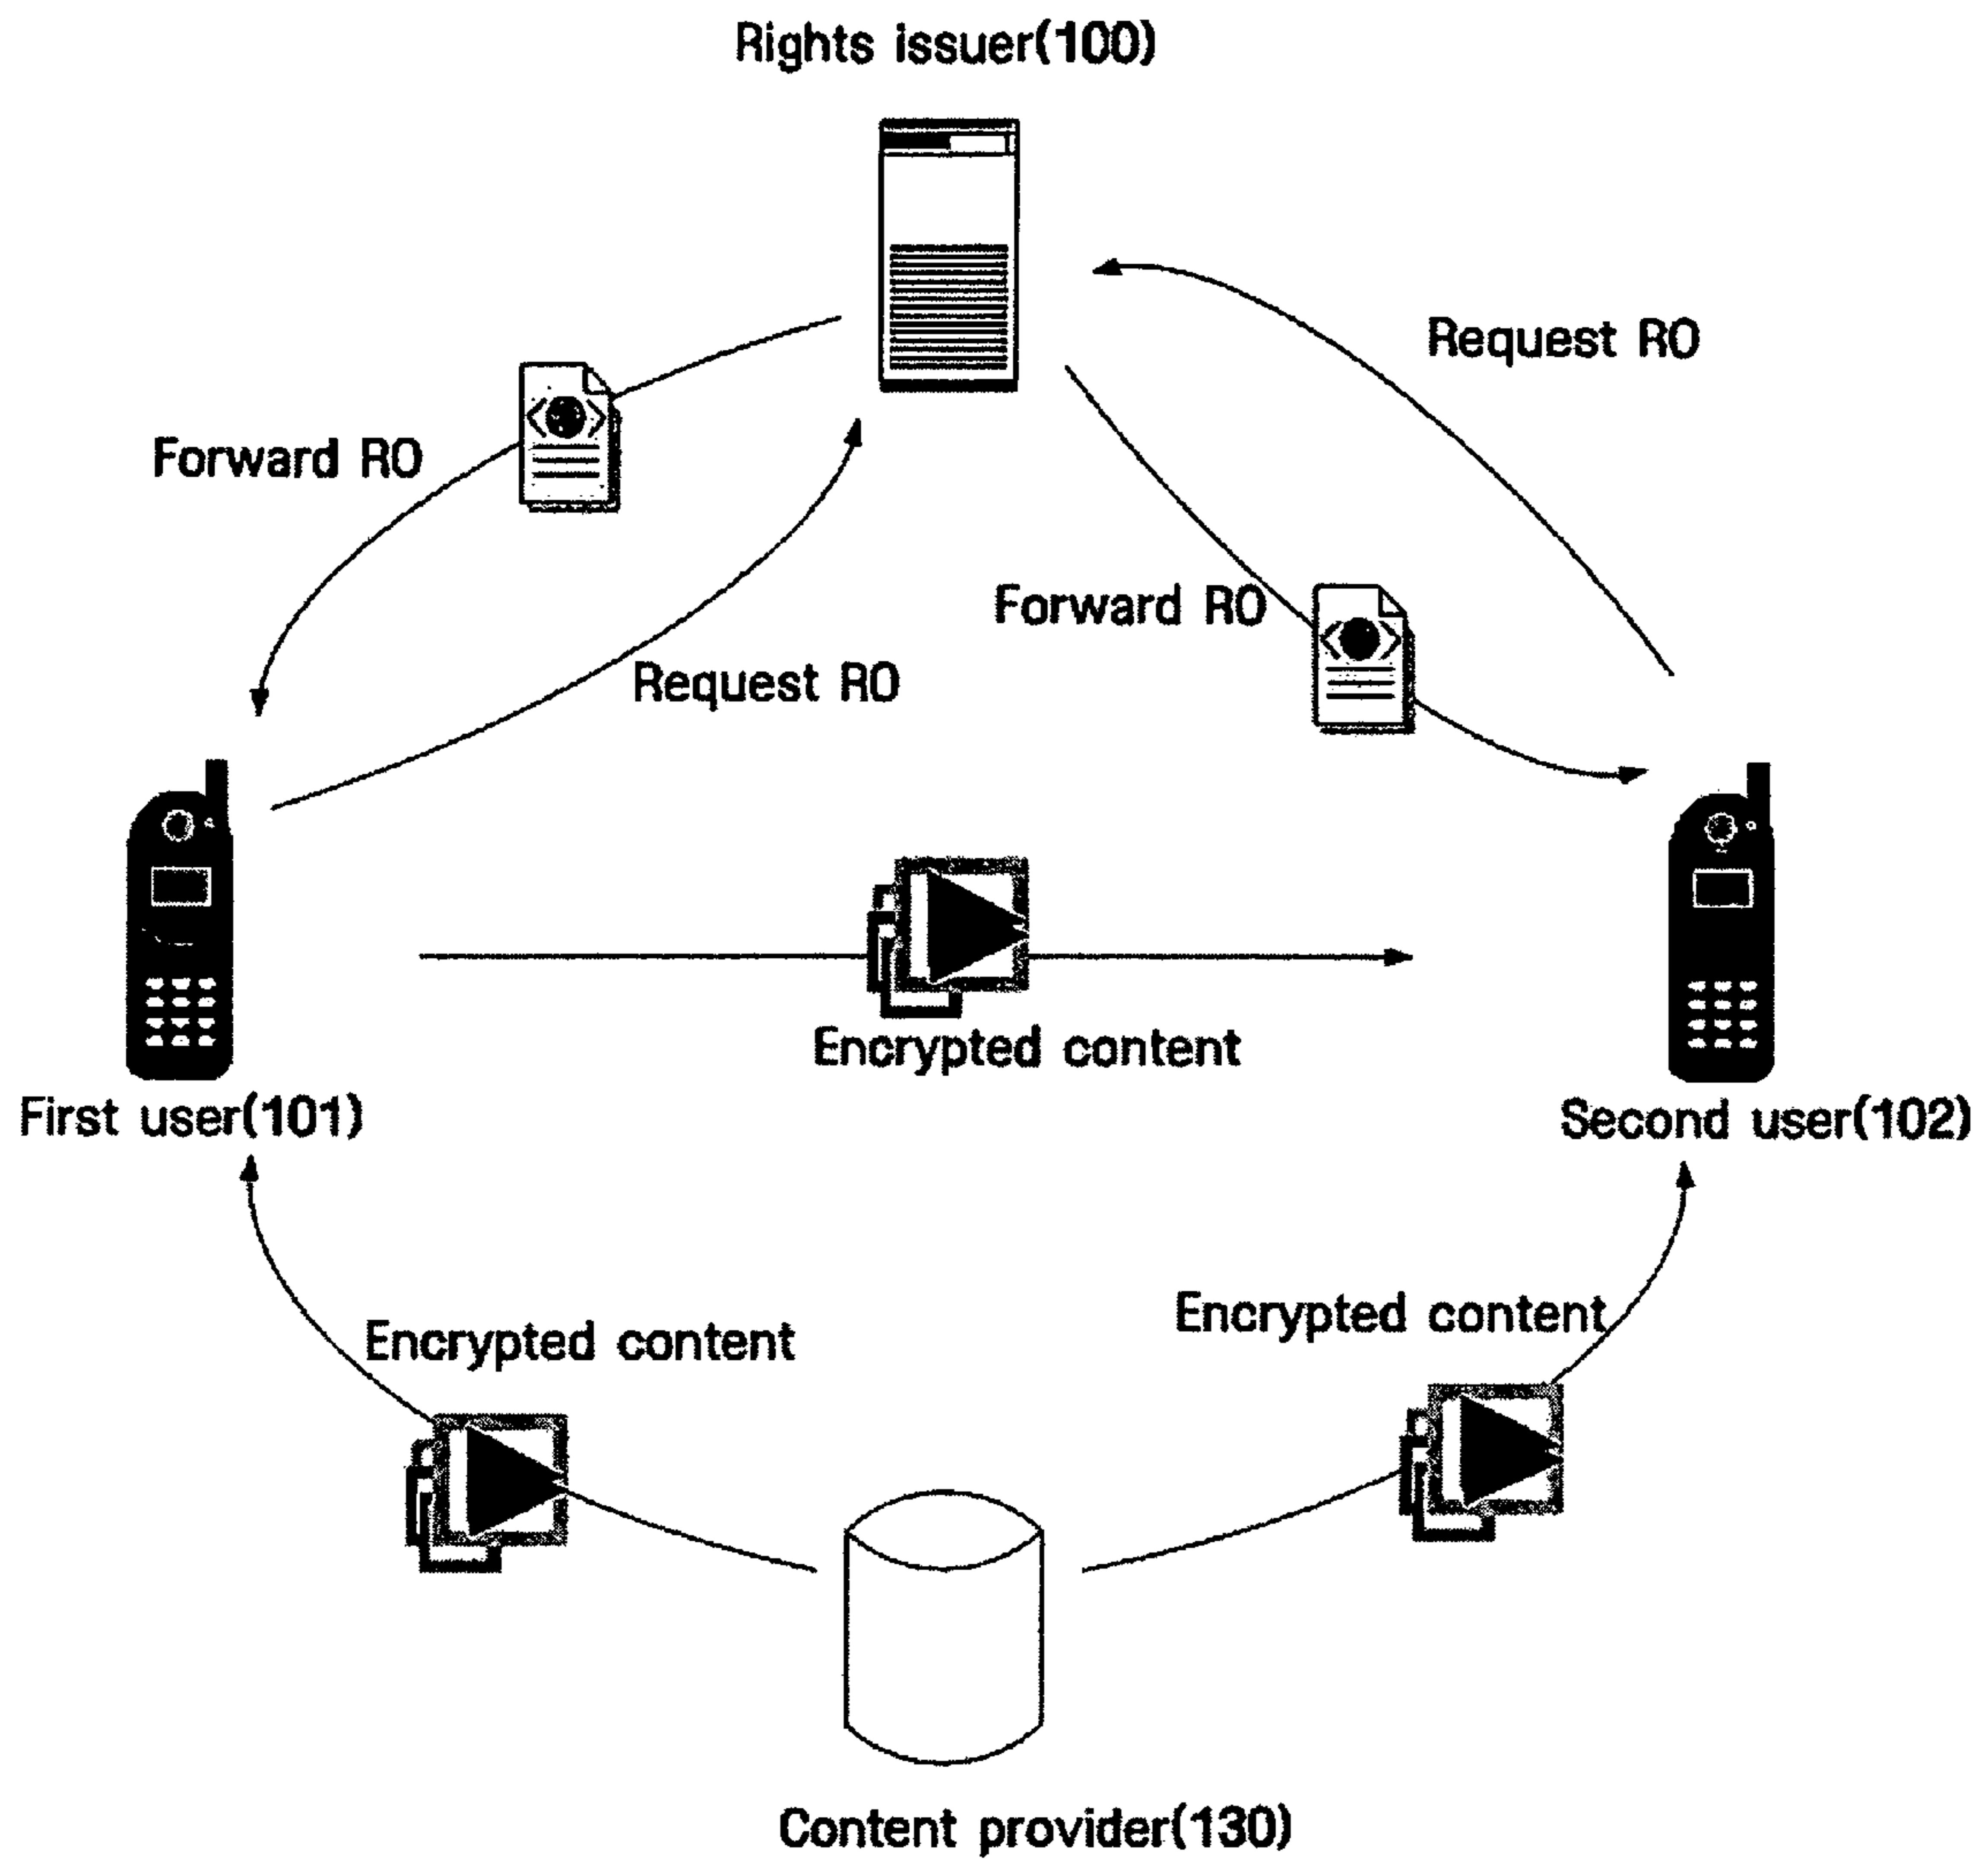 Rights issuer(100)
Request RO
Forward RO
Forward RO
Request RO
Encrypted content
First user(101)
Second user(102)
Encrypted content
Encrypted content
Content provider(130)